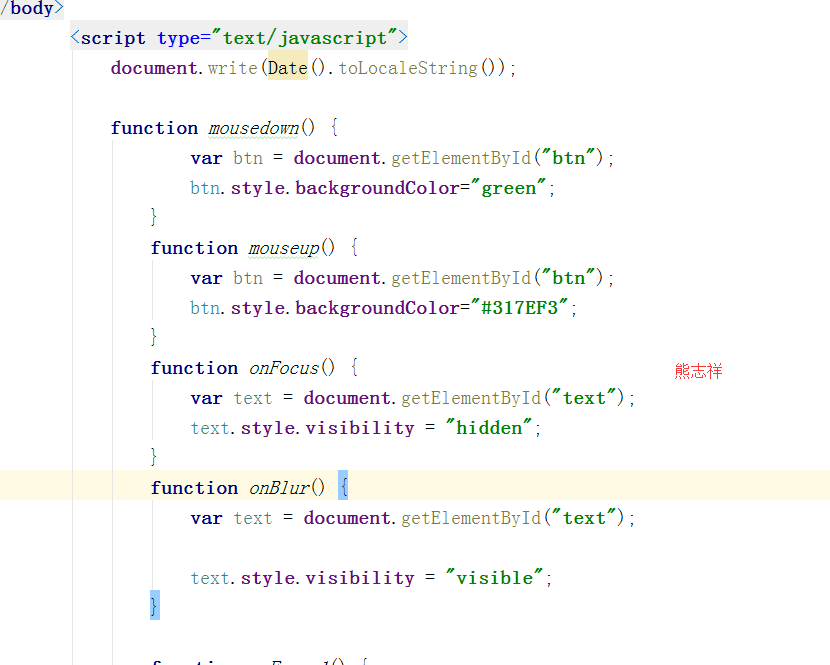 /body>
<script type="text/javascript">
document.write(Date().toLocaleString());
function mousedown() {
var btn = document.getElementById("btn");
btn.style.backgroundColor="green";
}
function mouseup() {
var btn = document.getElementById("btn");
btn.style.backgroundColor="#317EF3";
}
function onFocus() {
熊志祥
var text = document.getElementById("text");
text.style.visibility = "hidden";
}
function onBlur() {
var text = document.getElementById("text");
text.style.visibility = "visible";
}